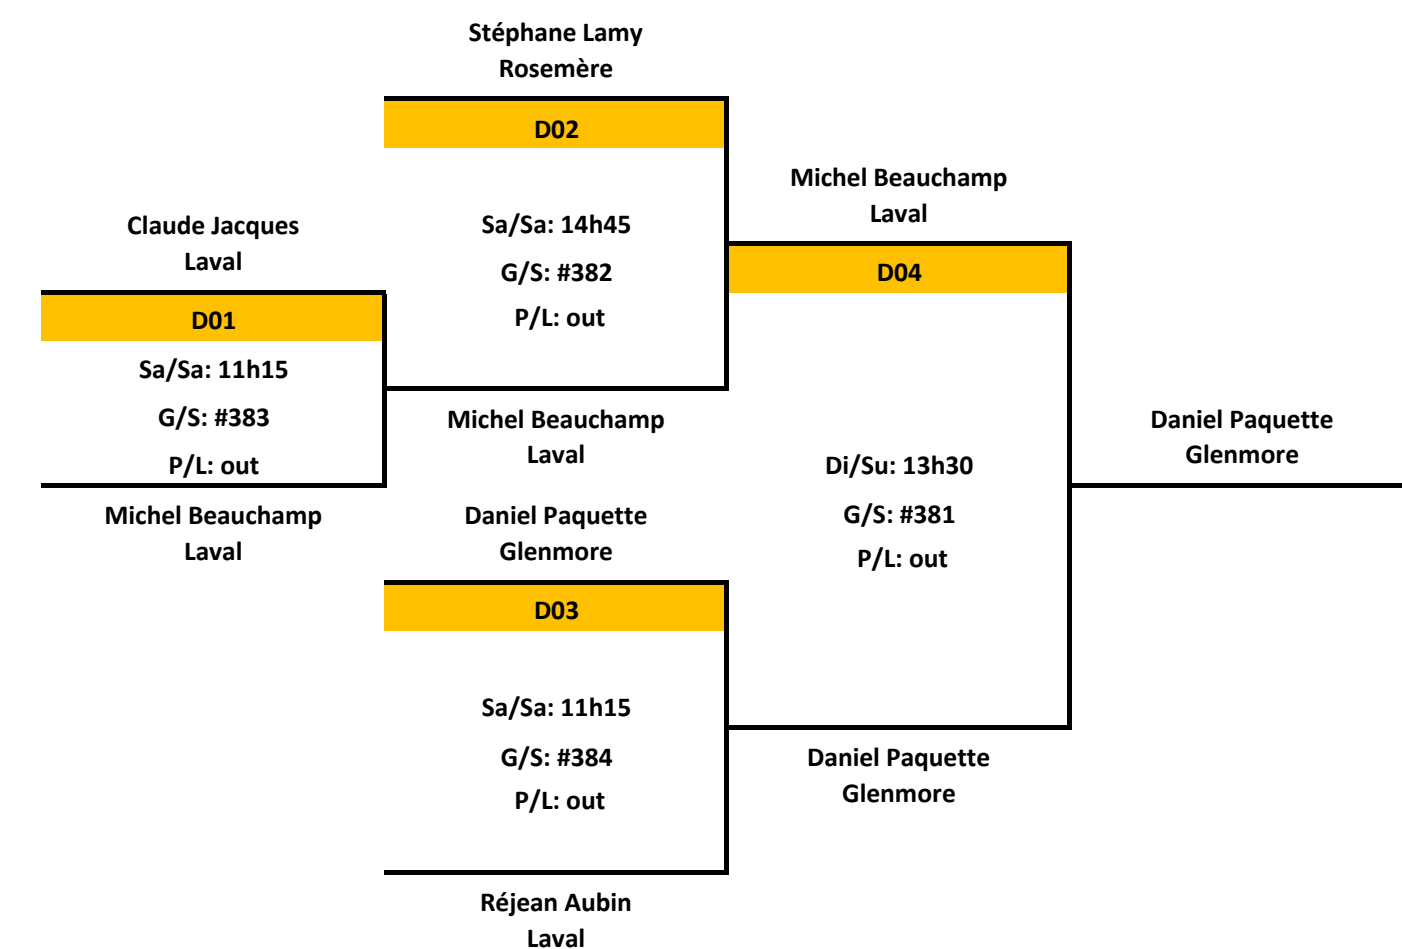 Stéphane Lamy
Rosemère
D02
Sa/Sa: 14h45
G/S: #382
P/L: out
Michel Beauchamp
Laval
Claude Jacques
Laval
D01
Sa/Sa: 11h15
G/S: #383
P/L: out
Michel Beauchamp
Laval
Michel Beauchamp
Laval
D04
Di/Su: 13h30
G/S: #381
P/L: out
Daniel Paquette
Glenmore
Daniel Paquette
Glenmore
D03
Sa/Sa: 11h15
G/S: #384
P/L: out
Réjean Aubin
Laval
Daniel Paquette
Glenmore